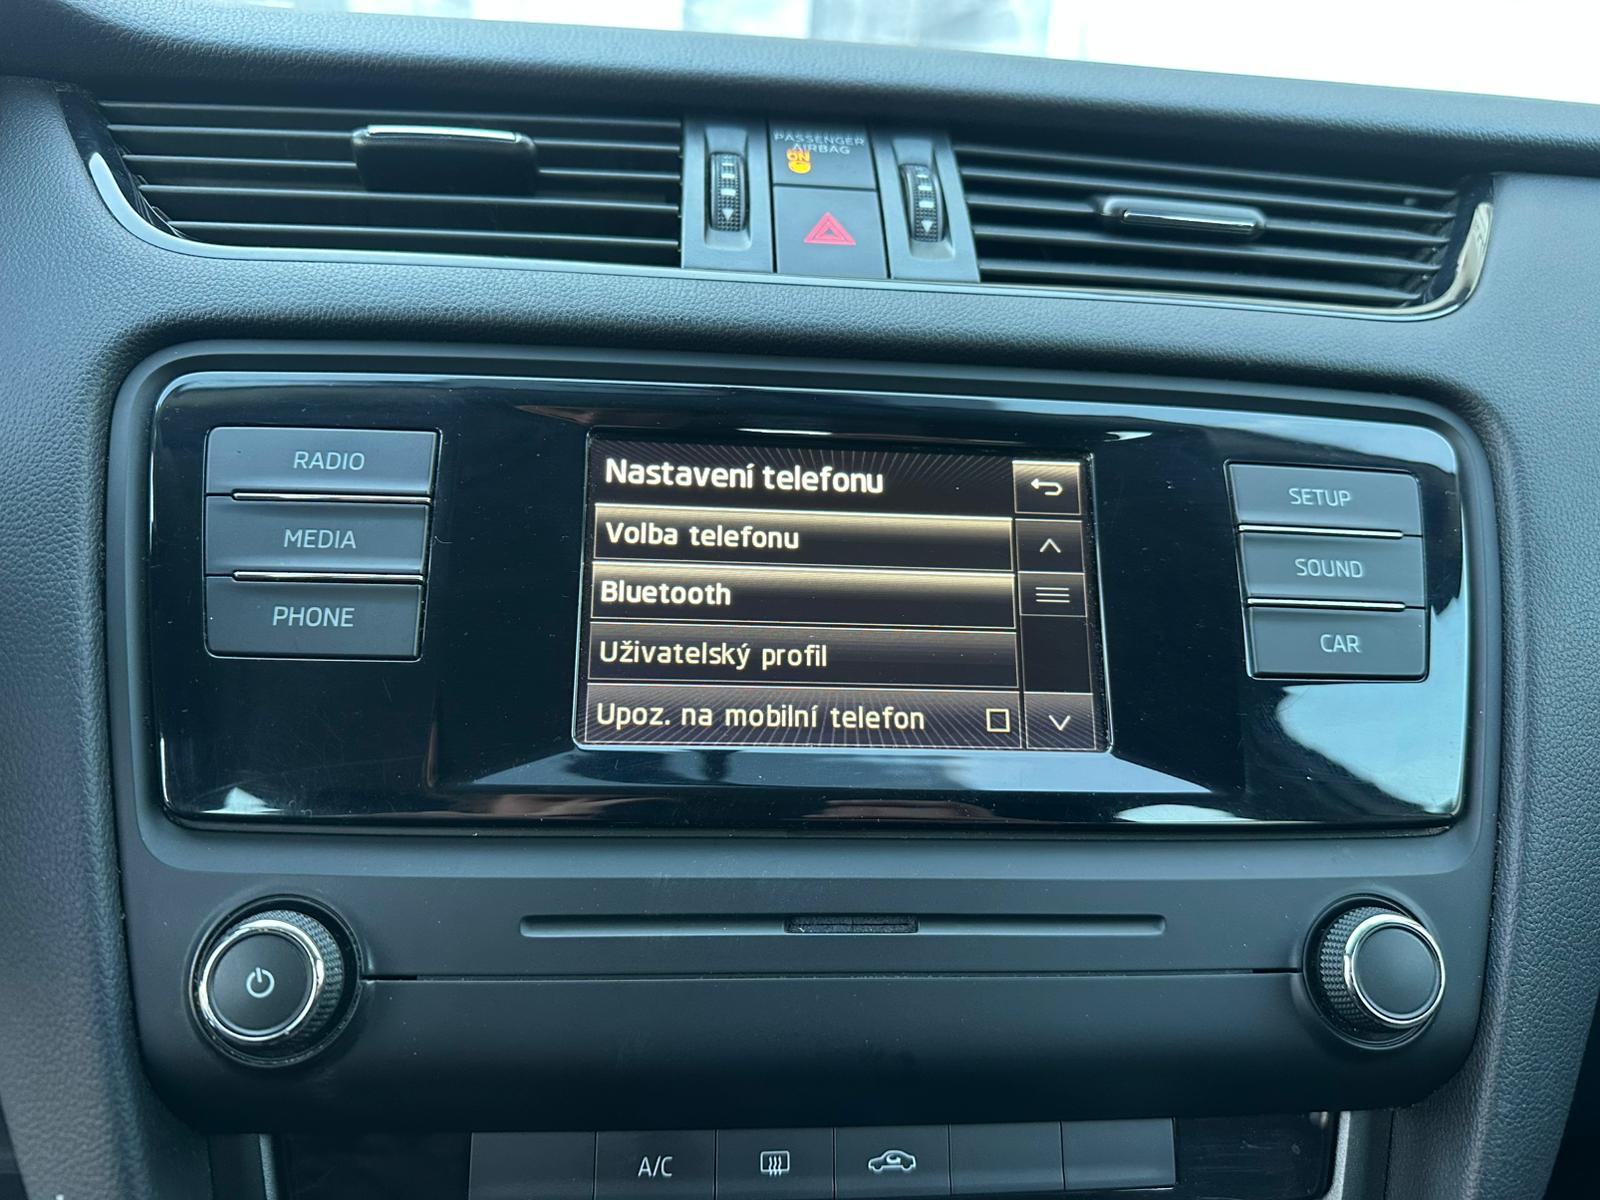 PASSENGER
AIRBAG
ON
RADIO
MEDIA
PHONE
Nastavení telefonu
Volba telefonu
Bluetooth
Uživatelský profil
Upoz. na mobilní telefon
SETUP
SOUND
CAR
A/C